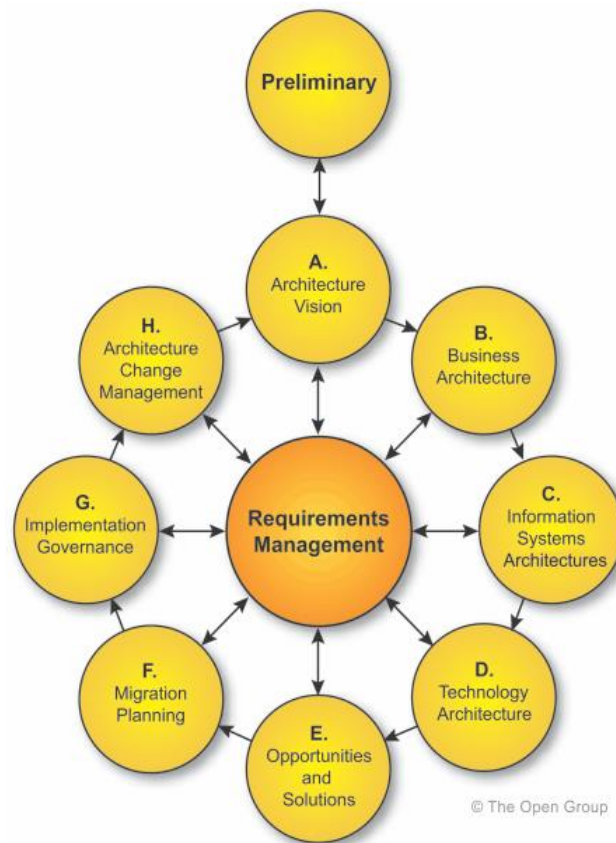 Preliminary
A.
Architecture
Vision
B.
Business
Architecture
C.
Information
Systems
Architectures
D.
Technology
Architecture
E.
Opportunities
and
Solutions
F.
Migration
Planning
G.
Implementation
Governance
H.
Architecture
Change
Management
Requirements
Management
© The Open Group